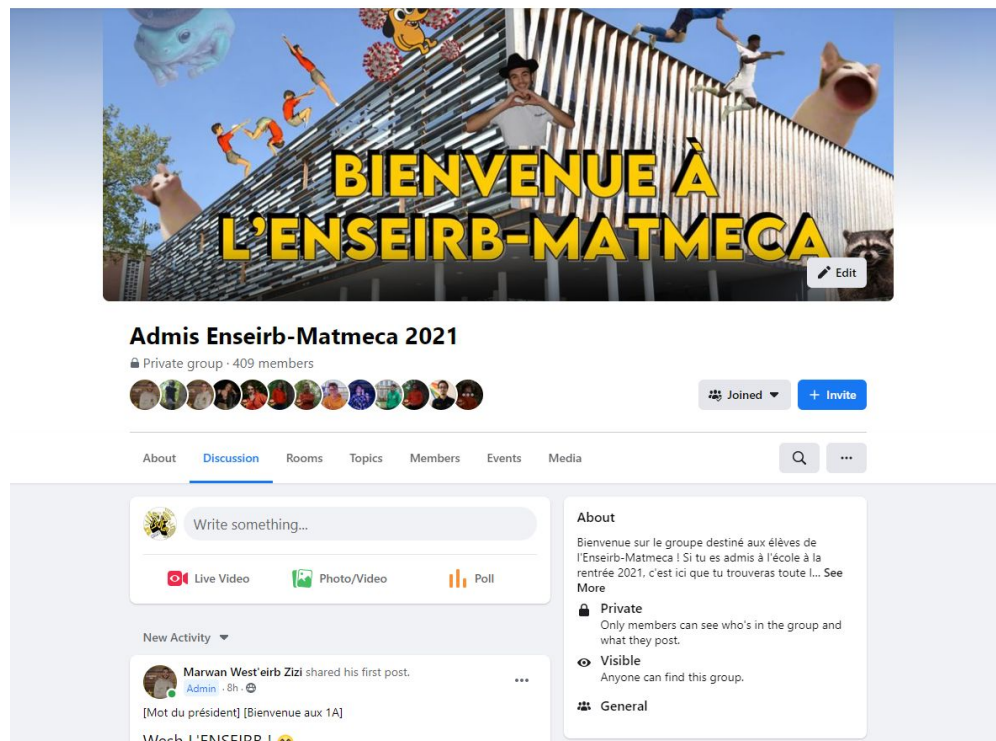 BIENVENUE À
L'ENSEIRB-MATMECA
Edit
Admis Enseirb-Matmeca 2021
Private group · 409 members
Joined
+ Invite
About
Discussion
Rooms
Topics
Members
Events
Media
Write something...
Live Video
Photo/Video
Poll
New Activity
Marwan West'eirb Zizi shared his first post.
Admin · 8h ·
[Mot du président] [Bienvenue aux 1A]
Wesh L'ENSEIRB !
About
Bienvenue sur le groupe destiné aux élèves de
l'Enseirb-Matmeca ! Si tu es admis à l'école à la
rentrée 2021, c'est ici que tu trouveras toute l... See
More
Private
Only members can see who's in the group and
what they post.
Visible
Anyone can find this group.
General